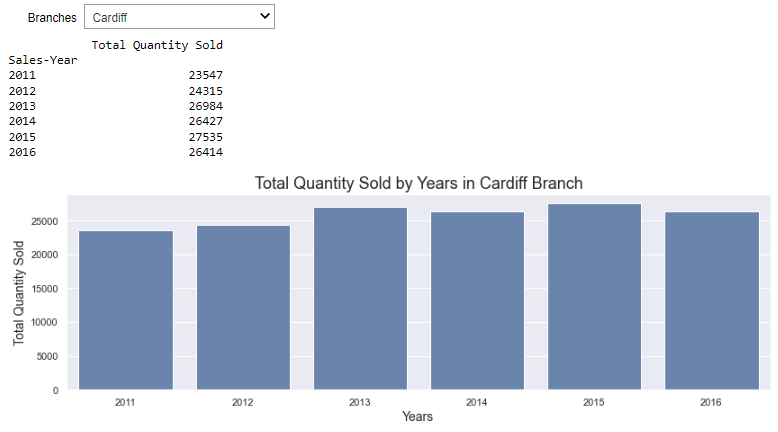 Branches Cardiff
Total Quantity Sold
Sales-Year
2011 23547
2012 24315
2013 26984
2014 26427
2015 27535
2016 26414
Total Quantity Sold by Years in Cardiff Branch
Total Quantity Sold
25000
20000
15000
10000
5000
0
2011 2012 2013 2014 2015 2016
Years